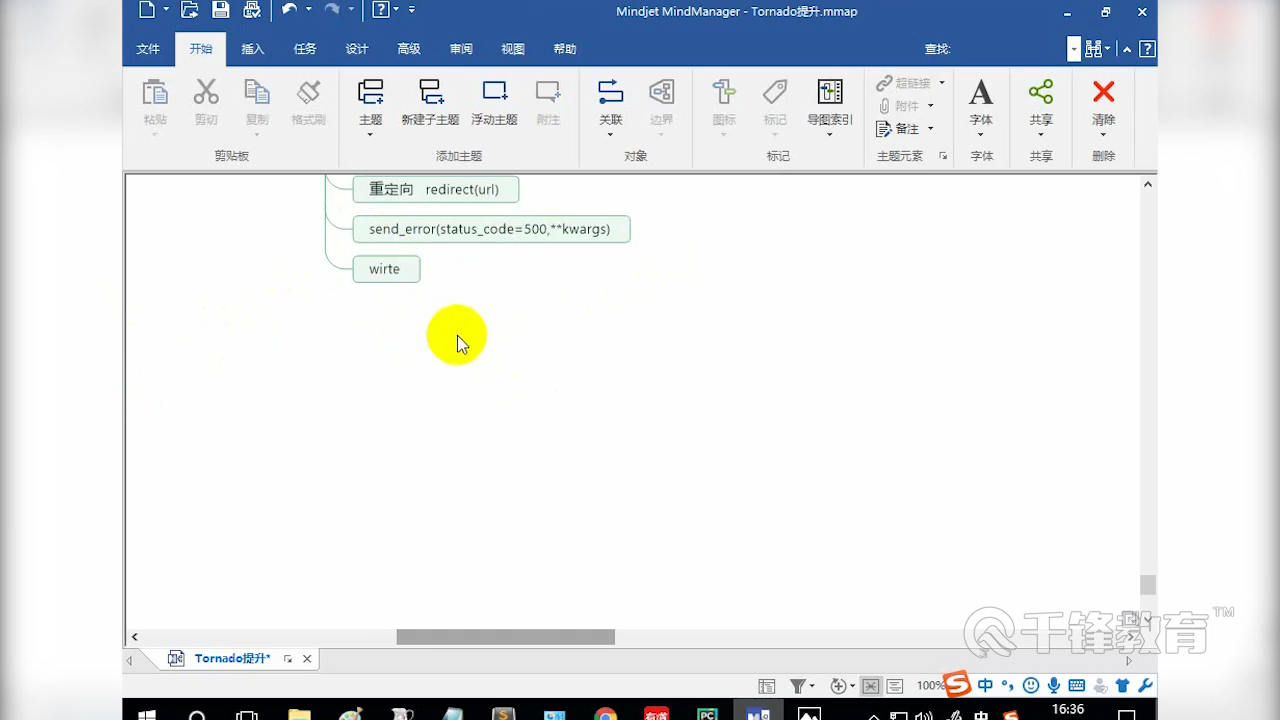 Mindjet MindManager - Tornado提升.mmap
文件 开始 插入 任务 设计 高级 审阅 视图 帮助 查找:
粘贴 剪切 复制 格式刷 主题 新建子主题 浮动主题 附注 关联 边界 图标 标记 导图索引 超链接 附件 备注 字体 共享 清除
剪贴板 添加主题 对象 标记 主题元素 字体 共享 删除
重定向 redirect(url)
send_error(status_code=500,**kwargs)
wirte
千锋教育™
Tornado提升*
100%
中
16:36
中